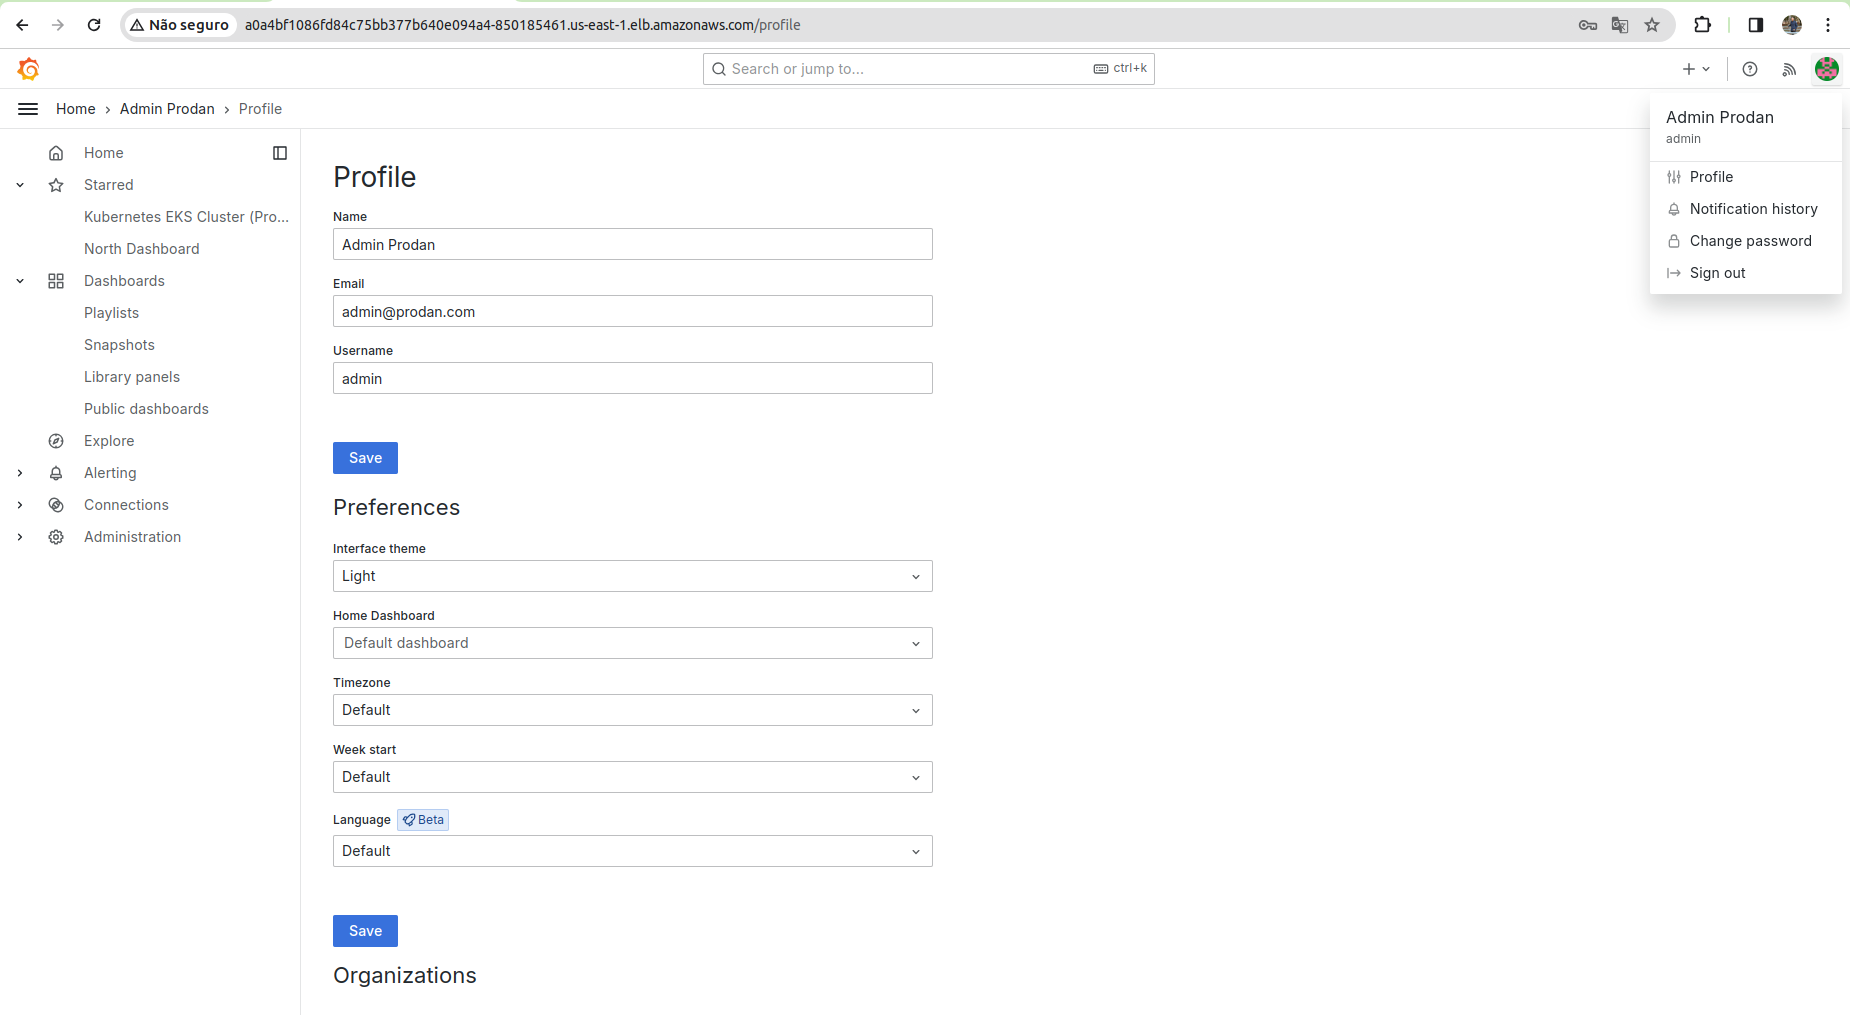 Não seguro a0a4bf1086fd84c75bb377b640e094a4-850185461.us-east-1.elb.amazonaws.com/profile
Search or jump to... ctrl+k
Home › Admin Prodan › Profile
Admin Prodan
admin
Profile
Notification history
Change password
Sign out
Home
Starred
Kubernetes EKS Cluster (Pro...
North Dashboard
Dashboards
Playlists
Snapshots
Library panels
Public dashboards
Explore
Alerting
Connections
Administration
Profile
Name
Admin Prodan
Email
admin@prodan.com
Username
admin
Save
Preferences
Interface theme
Light
Home Dashboard
Default dashboard
Timezone
Default
Week start
Default
Language Beta
Default
Save
Organizations